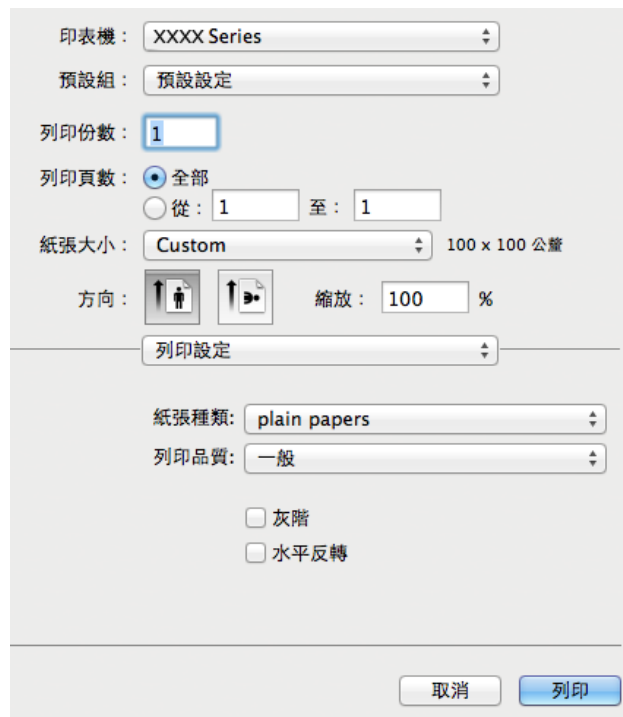 印表機： XXXX Series
預設組： 預設設定
列印份數： 1
列印頁數： 全部
從： 1 至： 1
紙張大小： Custom 100 x 100 公釐
方向： 縮放： 100 %
列印設定
紙張種類: plain papers
列印品質: 一般
灰階
水平反轉
取消 列印